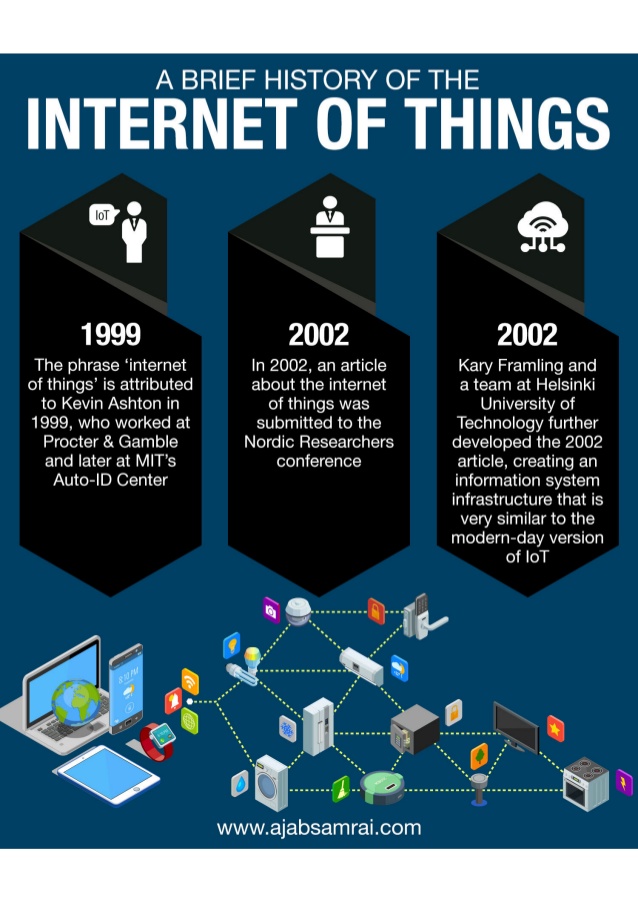 A BRIEF HISTORY OF THE
INTERNET OF THINGS
IoT
1999
The phrase ‘internet
of things’ is attributed
to Kevin Ashton in
1999, who worked at
Procter & Gamble
and later at MIT’s
Auto-ID Center
2002
In 2002, an article
about the internet
of things was
submitted to the
Nordic Researchers
conference
2002
Kary Framling and
a team at Helsinki
University of
Technology further
developed the 2002
article, creating an
information system
infrastructure that is
very similar to the
modern-day version
of IoT
8:10 PM
www.ajabsamrai.com